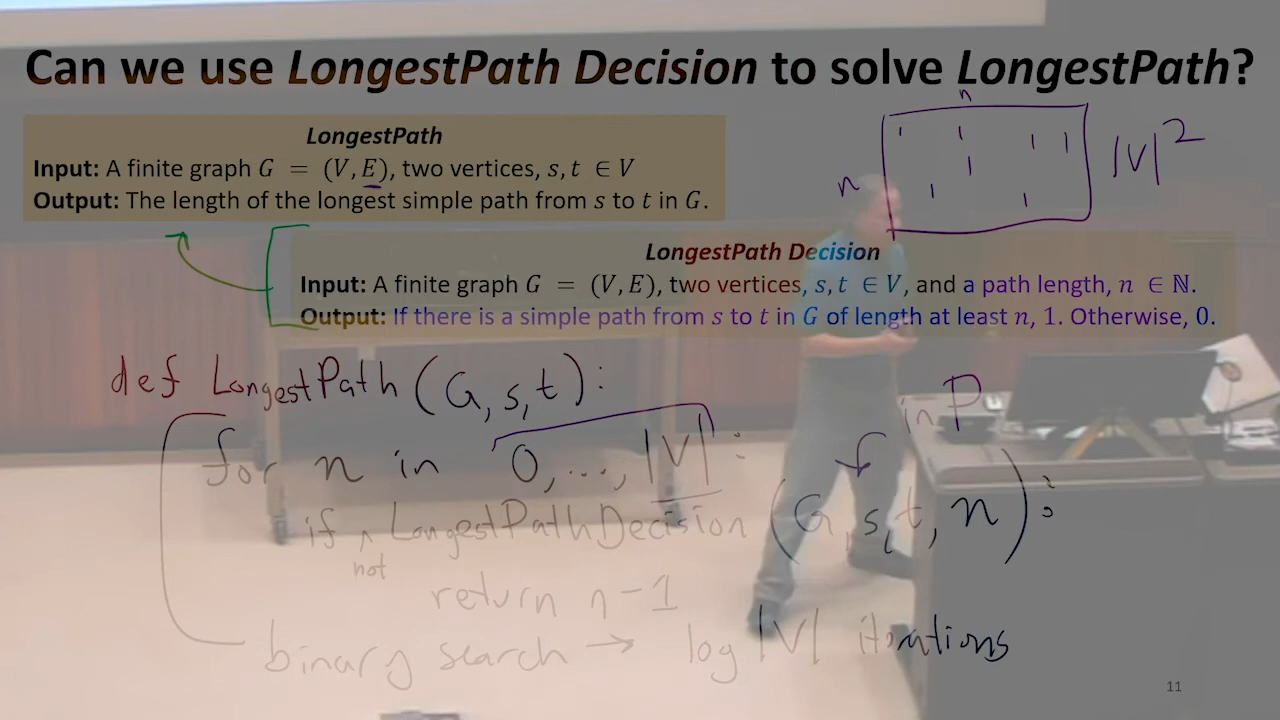 Can we use LongestPath Decision to solve LongestPath?
LongestPath
Input: A finite graph G = (V, E), two vertices, s, t ∈ V
Output: The length of the longest simple path from s to t in G.
n
n
|V|²
LongestPath Decision
Input: A finite graph G = (V, E), two vertices, s, t ∈ V, and a path length, n ∈ ℕ.
Output: If there is a simple path from s to t in G of length at least n, 1. Otherwise, 0.
def LongestPath (G, s, t):
in P
for n in 0, ..., |V|:
if not LongestPathDecision (G, s, t, n):
return n-1
binary search → log |V| iterations
11